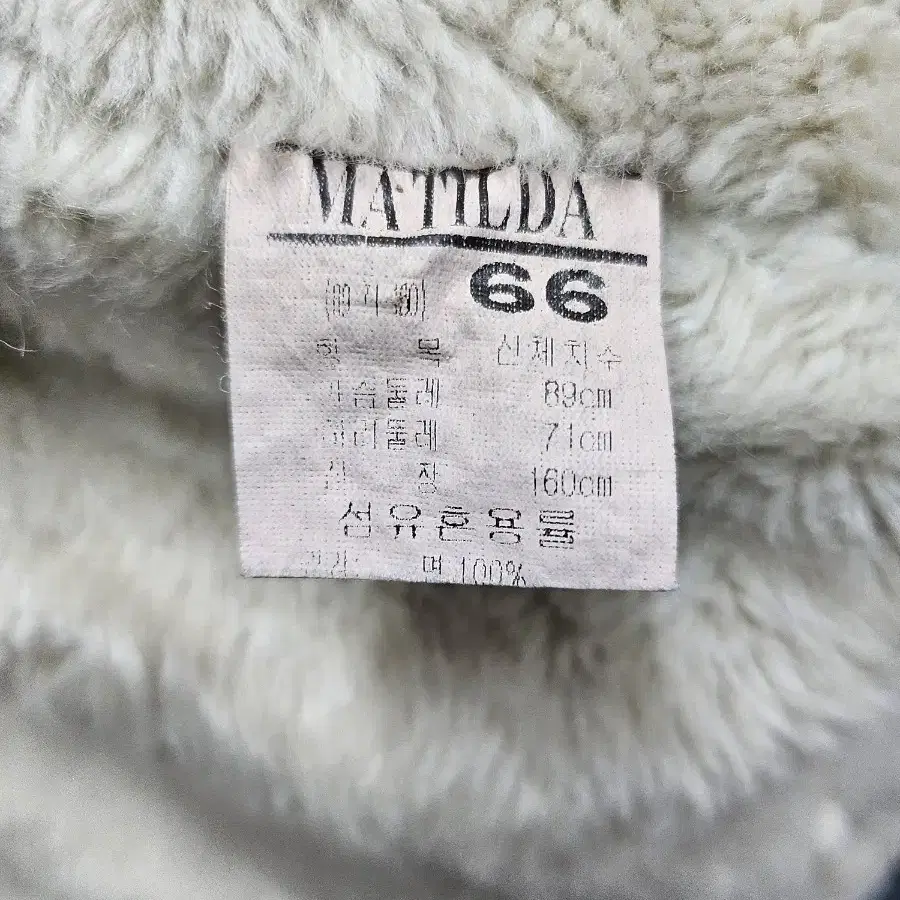 MATILDA
66
항 목 신체치수
가슴둘레 89cm
허리둘레 71cm
신 장 160cm
섬유혼용률
면 100%